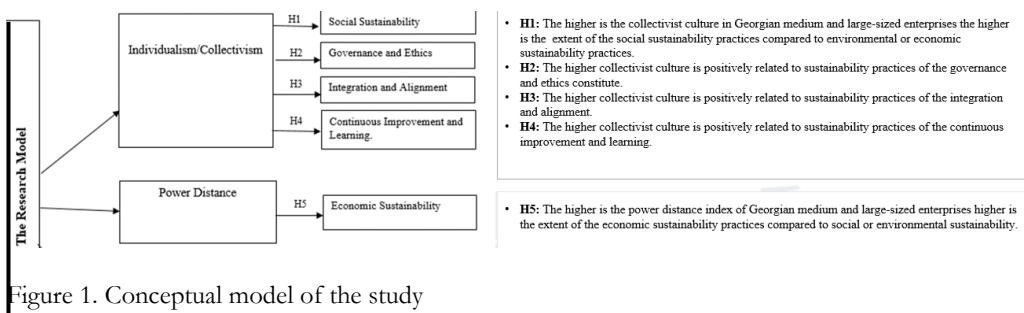 The Research Model
Individualism/Collectivism
H1
Social Sustainability
H2
Governance and Ethics
H3
Integration and Alignment
H4
Continuous Improvement and
Learning.
Power Distance
H5
Economic Sustainability
• H1: The higher is the collectivist culture in Georgian medium and large-sized enterprises the higher
is the extent of the social sustainability practices compared to environmental or economic
sustainability practices.
• H2: The higher collectivist culture is positively related to sustainability practices of the governance
and ethics constitute.
• H3: The higher collectivist culture is positively related to sustainability practices of the integration
and alignment.
• H4: The higher collectivist culture is positively related to sustainability practices of the continuous
improvement and learning.
• H5: The higher is the power distance index of Georgian medium and large-sized enterprises higher is
the extent of the economic sustainability practices compared to social or environmental sustainability.
Figure 1. Conceptual model of the study